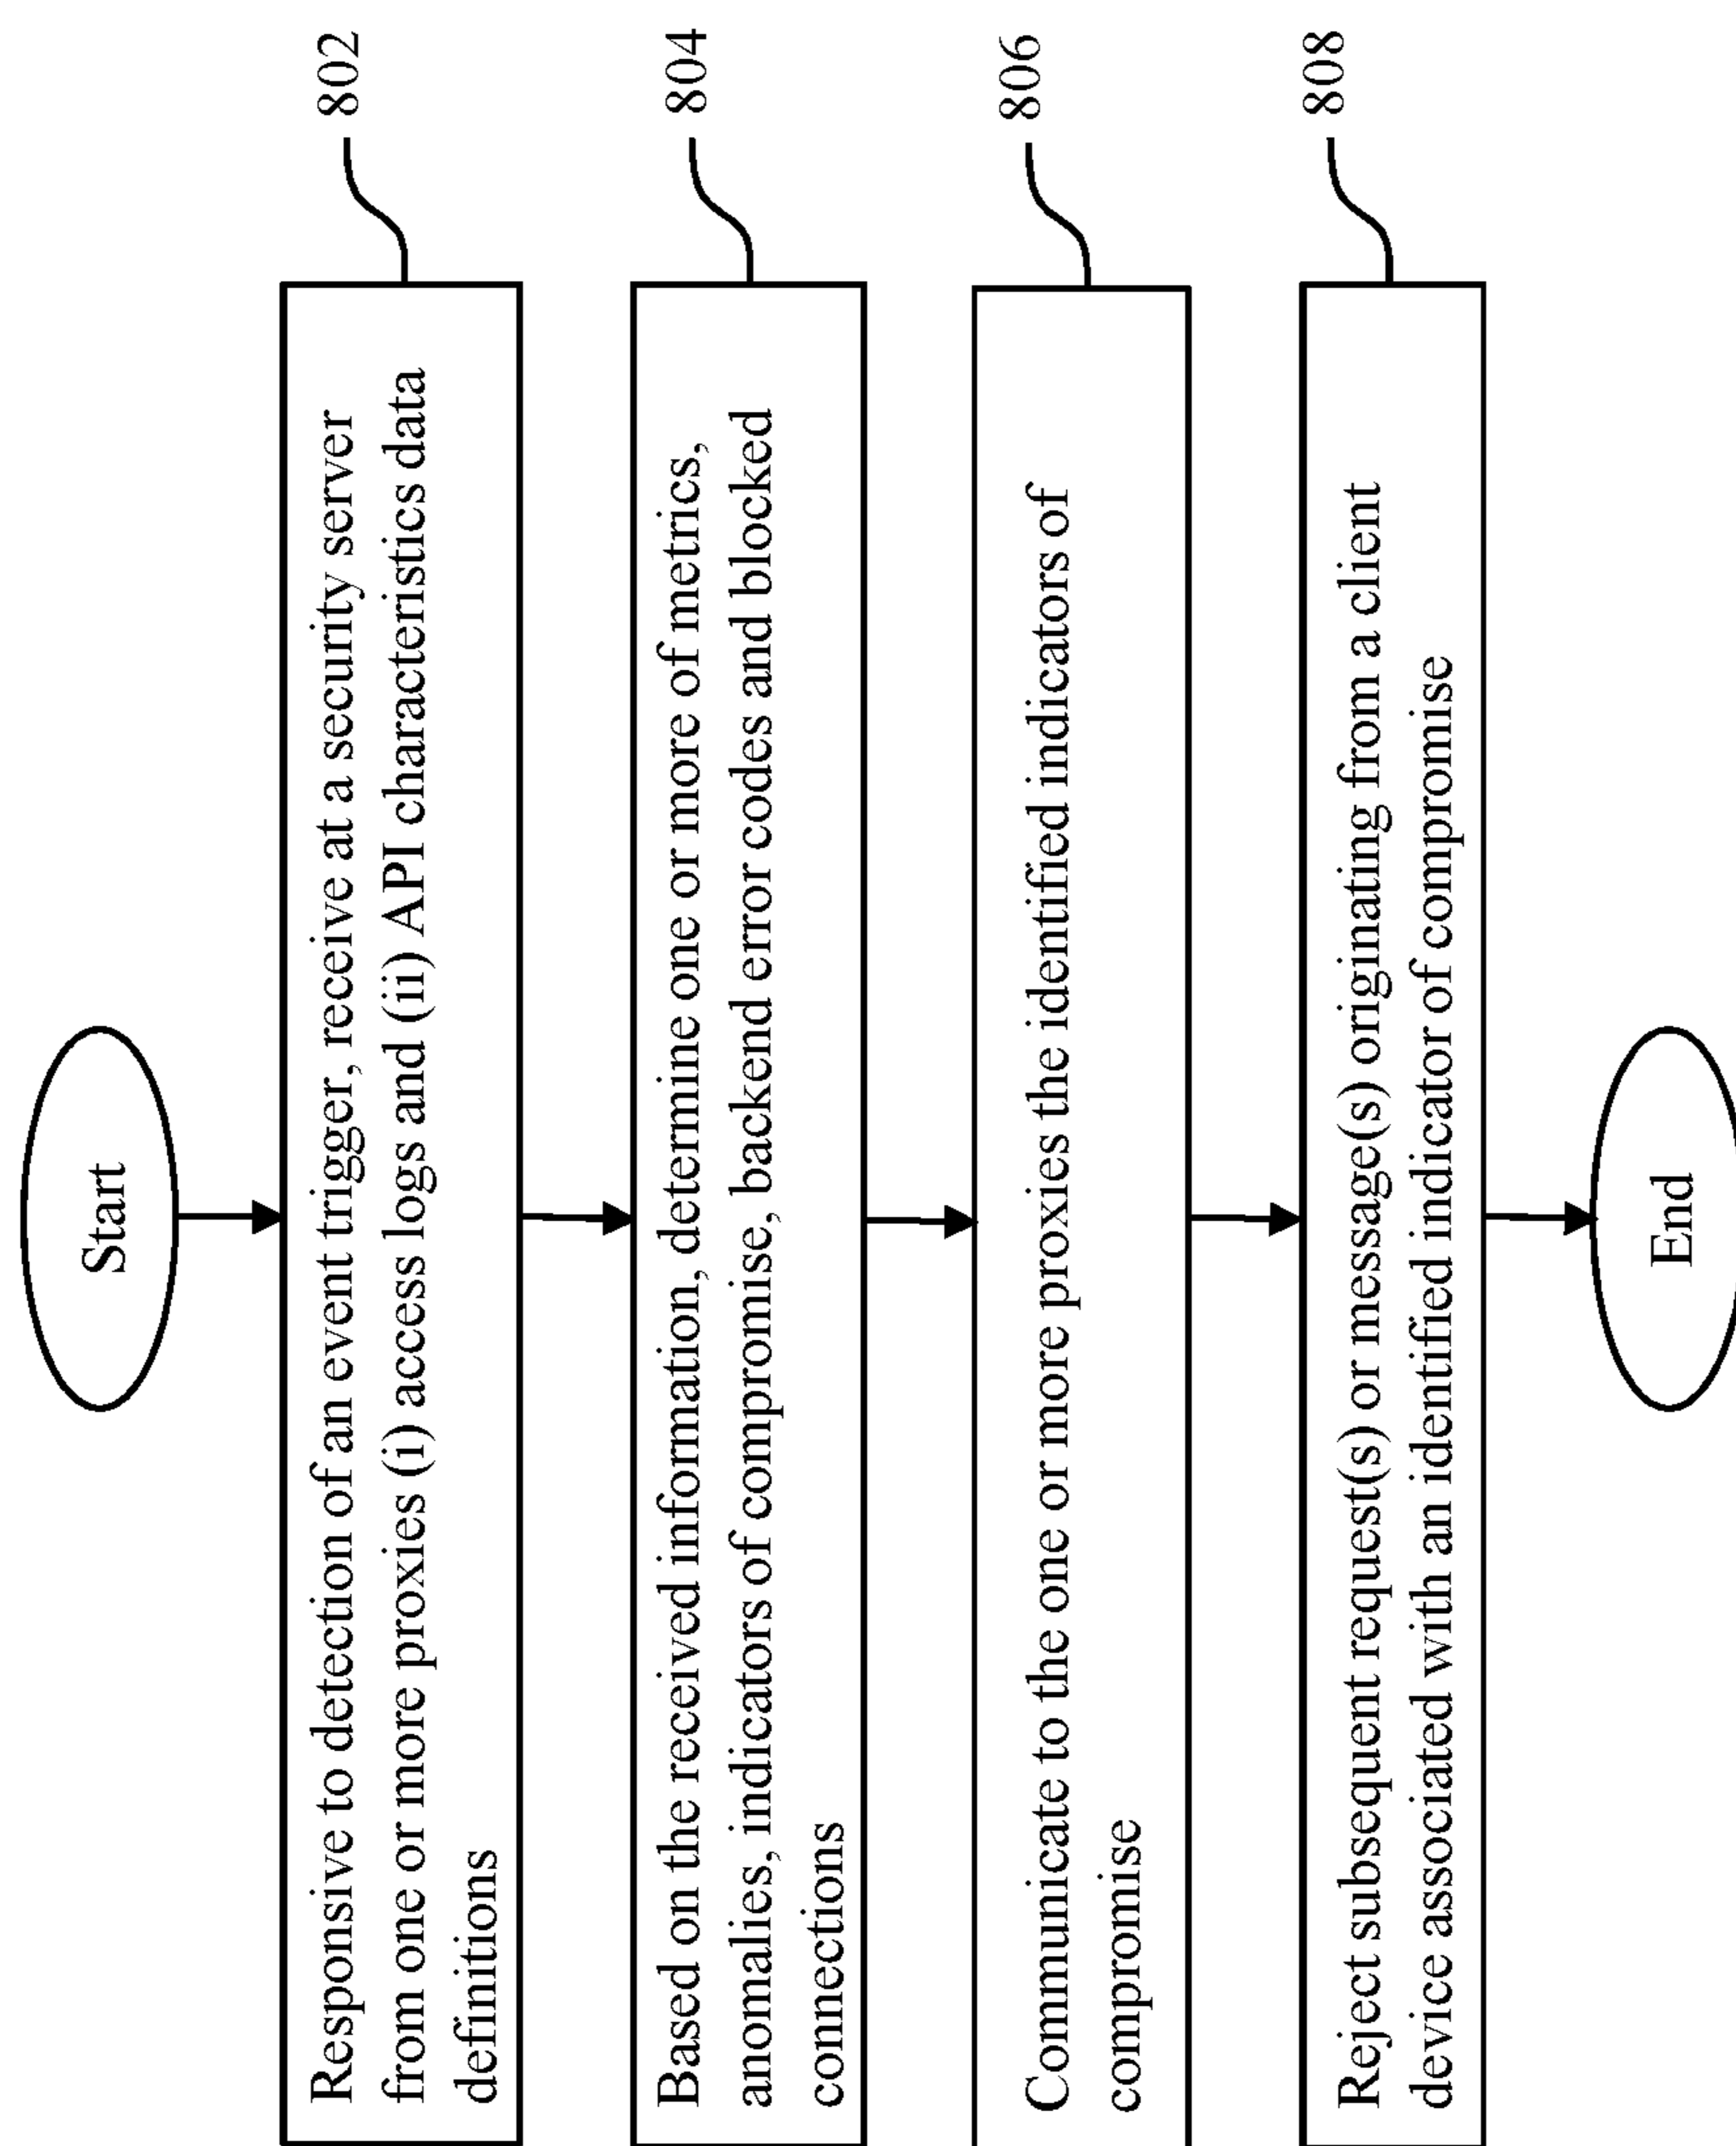 Start
Responsive to detection of an event trigger, receive at a security server
from one or more proxies (i) access logs and (ii) API characteristics data
definitions
802
Based on the received information, determine one or more of metrics,
anomalies, indicators of compromise, backend error codes and blocked
connections
804
Communicate to the one or more proxies the identified indicators of
compromise
806
Reject subsequent request(s) or message(s) originating from a client
device associated with an identified indicator of compromise
808
End